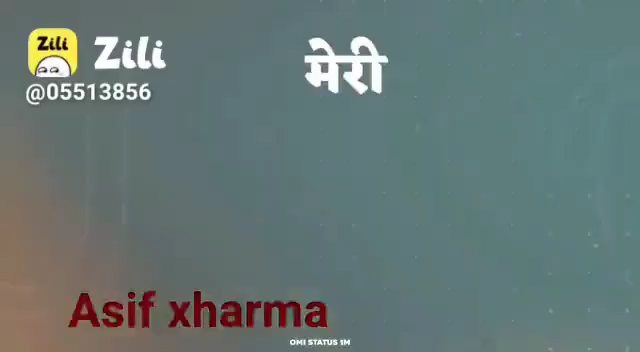 Zili Zili
मेरी
@05513856
Asif xharma
OMI STATUS 1M